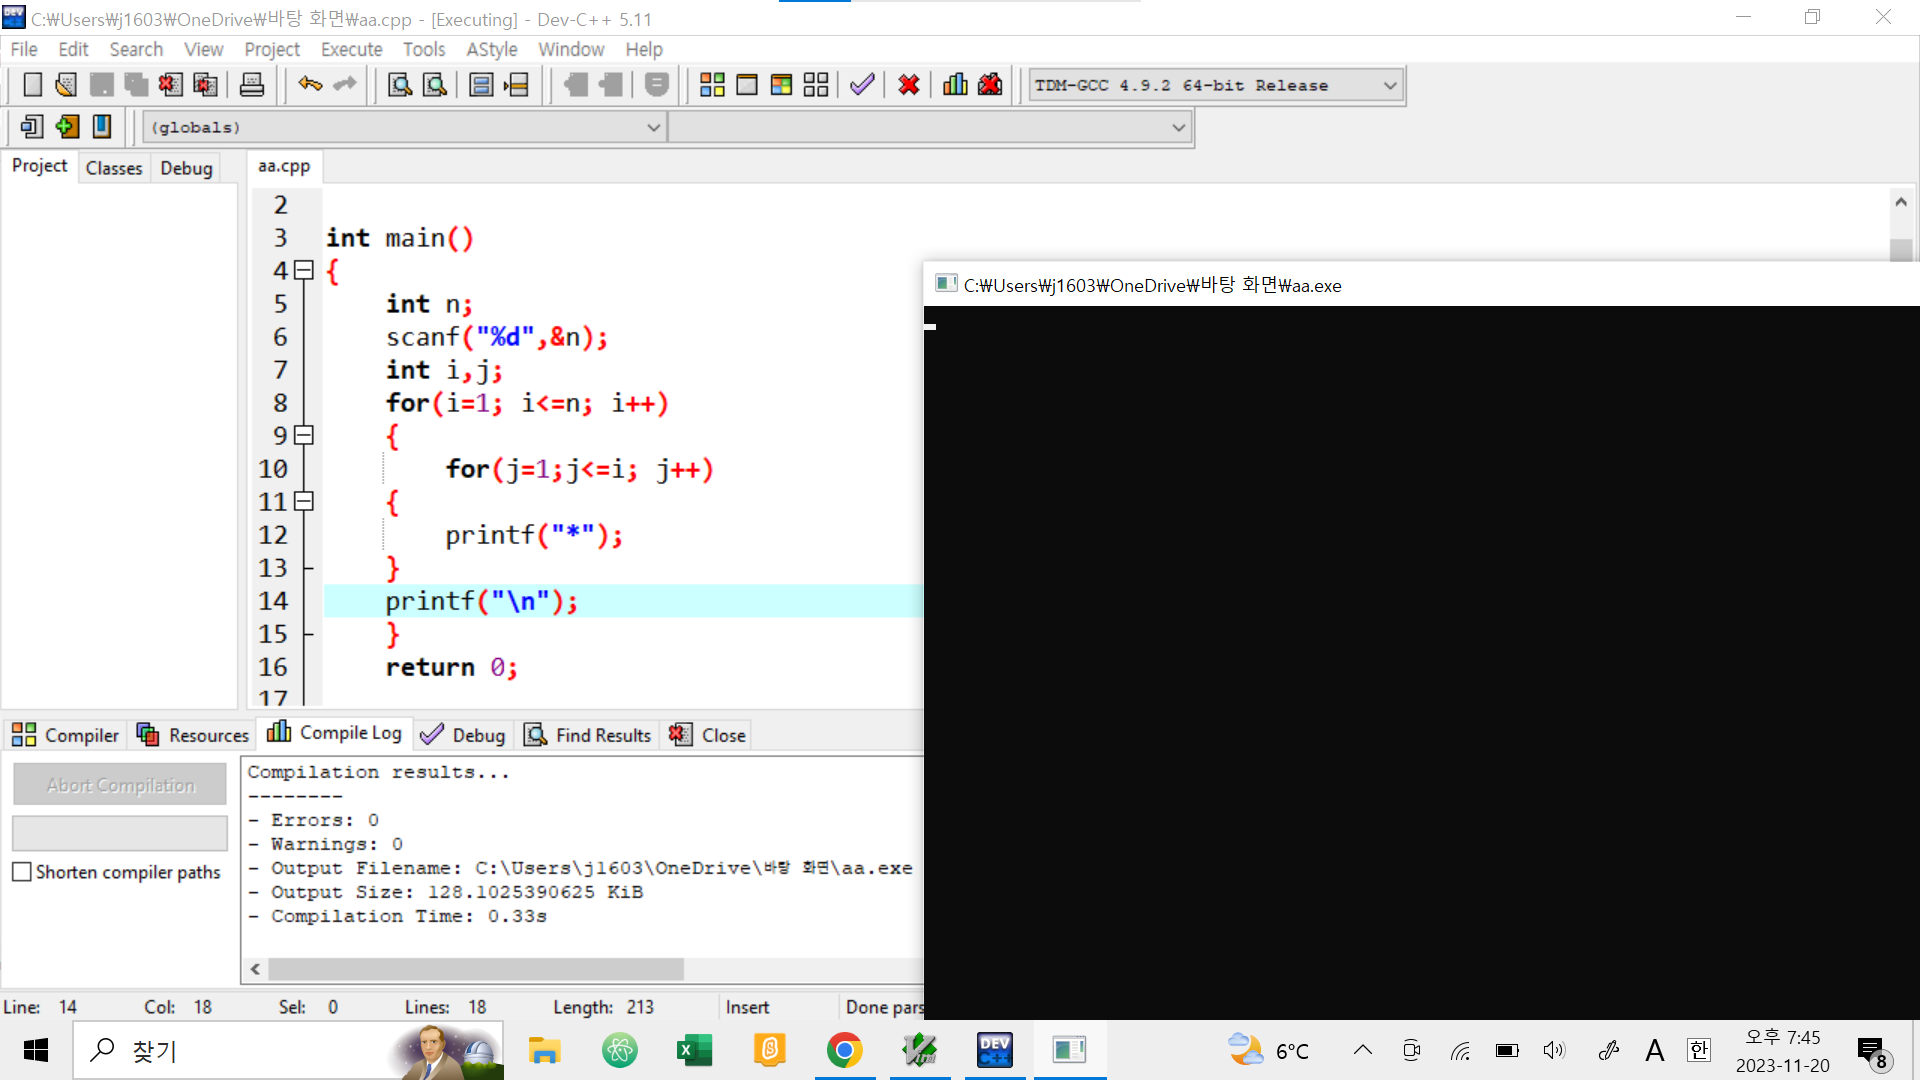 C:₩Users₩j1603₩OneDrive₩바탕 화면₩aa.cpp - [Executing] - Dev-C++ 5.11
File Edit Search View Project Execute Tools AStyle Window Help
TDM-GCC 4.9.2 64-bit Release
(globals)
Project Classes Debug
aa.cpp
2
3 int main()
4 {
5 int n;
6 scanf("%d",&n);
7 int i,j;
8 for(i=1; i<=n; i++)
9 {
10 for(j=1;j<=i; j++)
11 {
12 printf("*");
13 }
14 printf("\n");
15 }
16 return 0;
17
C:₩Users₩j1603₩OneDrive₩바탕 화면₩aa.exe
Compiler Resources Compile Log Debug Find Results Close
Abort Compilation
Shorten compiler paths
Compilation results...
--------
- Errors: 0
- Warnings: 0
- Output Filename: C:\Users\j1603\OneDrive\바탕 화면\aa.exe
- Output Size: 128.1025390625 KiB
- Compilation Time: 0.33s
Line: 14 Col: 18 Sel: 0 Lines: 18 Length: 213 Insert Done pars
찾기
DEV C++
6°C
A 한
오후 7:45
2023-11-20
8